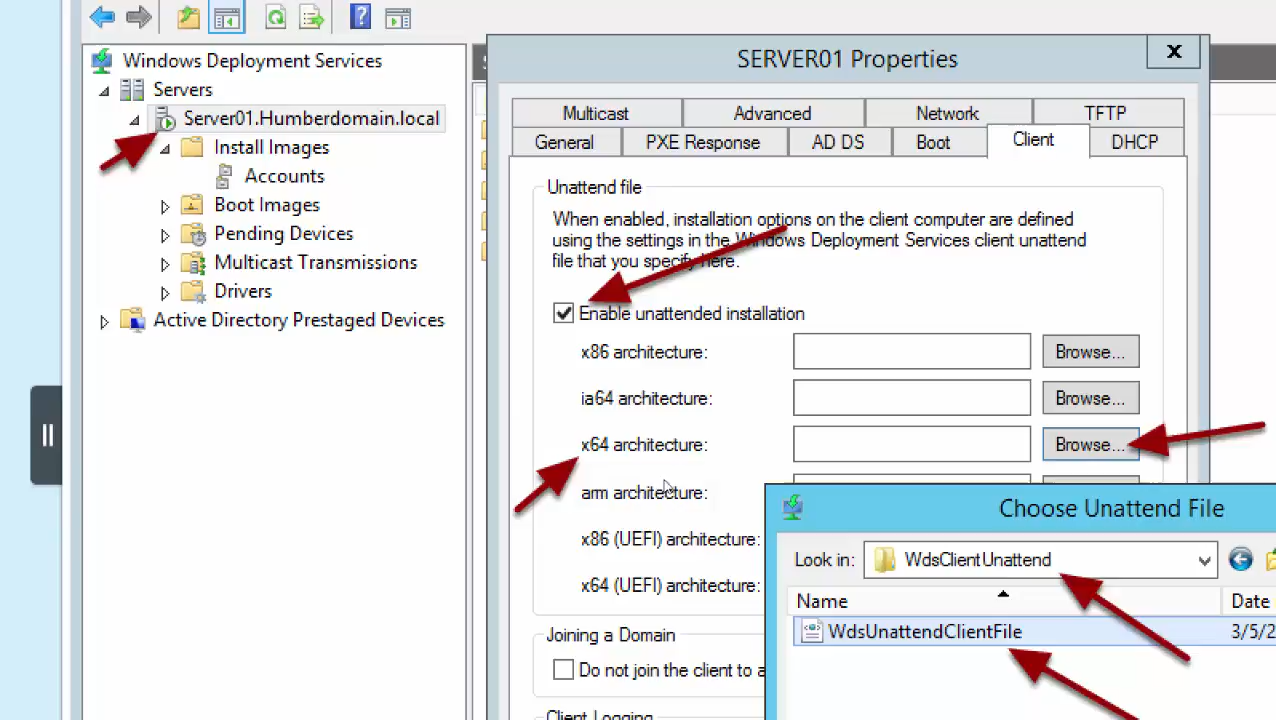 Windows Deployment Services
Servers
Server01.Humberdomain.local
Install Images
Accounts
Boot Images
Pending Devices
Multicast Transmissions
Drivers
Active Directory Prestaged Devices
SERVER01 Properties
x
Multicast Advanced Network TFTP
General PXE Response AD DS Boot Client DHCP
Unattend file
When enabled, installation options on the client computer are defined
using the settings in the Windows Deployment Services client unattend
file that you specify here.
Enable unattended installation
x86 architecture: Browse...
ia64 architecture: Browse...
x64 architecture: Browse...
arm architecture:
x86 (UEFI) architecture:
x64 (UEFI) architecture:
Joining a Domain
Do not join the client to a
Client Logging
Choose Unattend File
Look in: WdsClientUnattend
Name Date
WdsUnattendClientFile 3/5/2